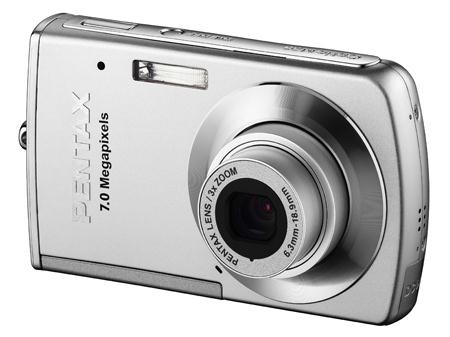 PENTAX
7.0 Megapixels
PENTAX LENS / 3x ZOOM
6.3mm-18.9mm